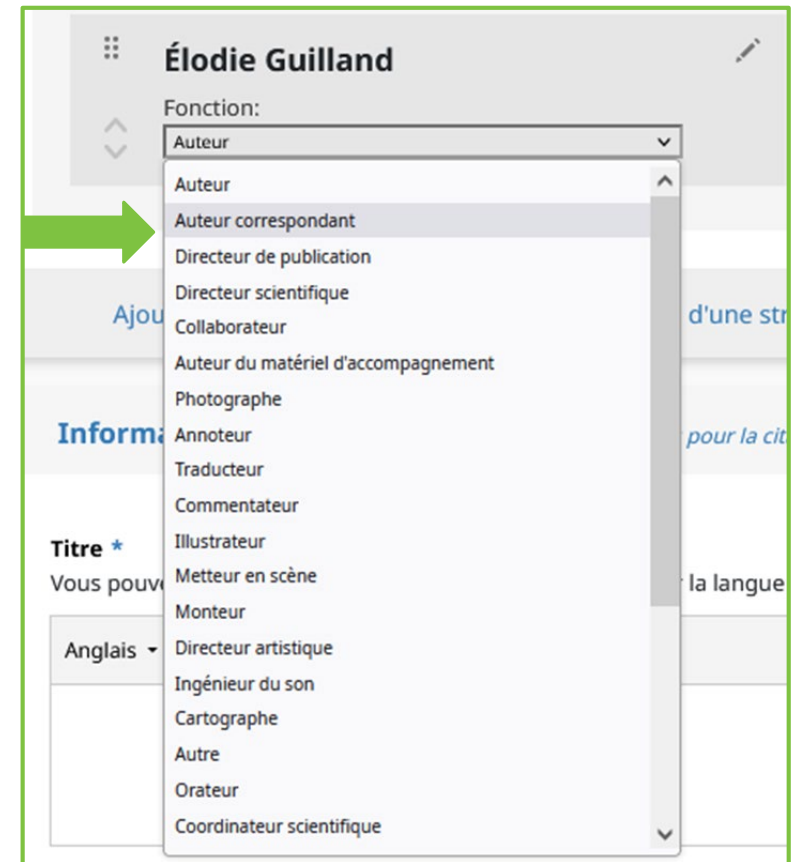 Élodie Guilland
Fonction:
Auteur
Auteur
Auteur correspondant
Directeur de publication
Directeur scientifique
Collaborateur
Ajou d'une str
Auteur du matériel d'accompagnement
Photographe
Annoteur
Informa pour la cit
Traducteur
Commentateur
Illustrateur
Titre *
Metteur en scène
Vous pouve r la langue
Monteur
Directeur artistique
Anglais
Ingénieur du son
Cartographe
Autre
Orateur
Coordinateur scientifique